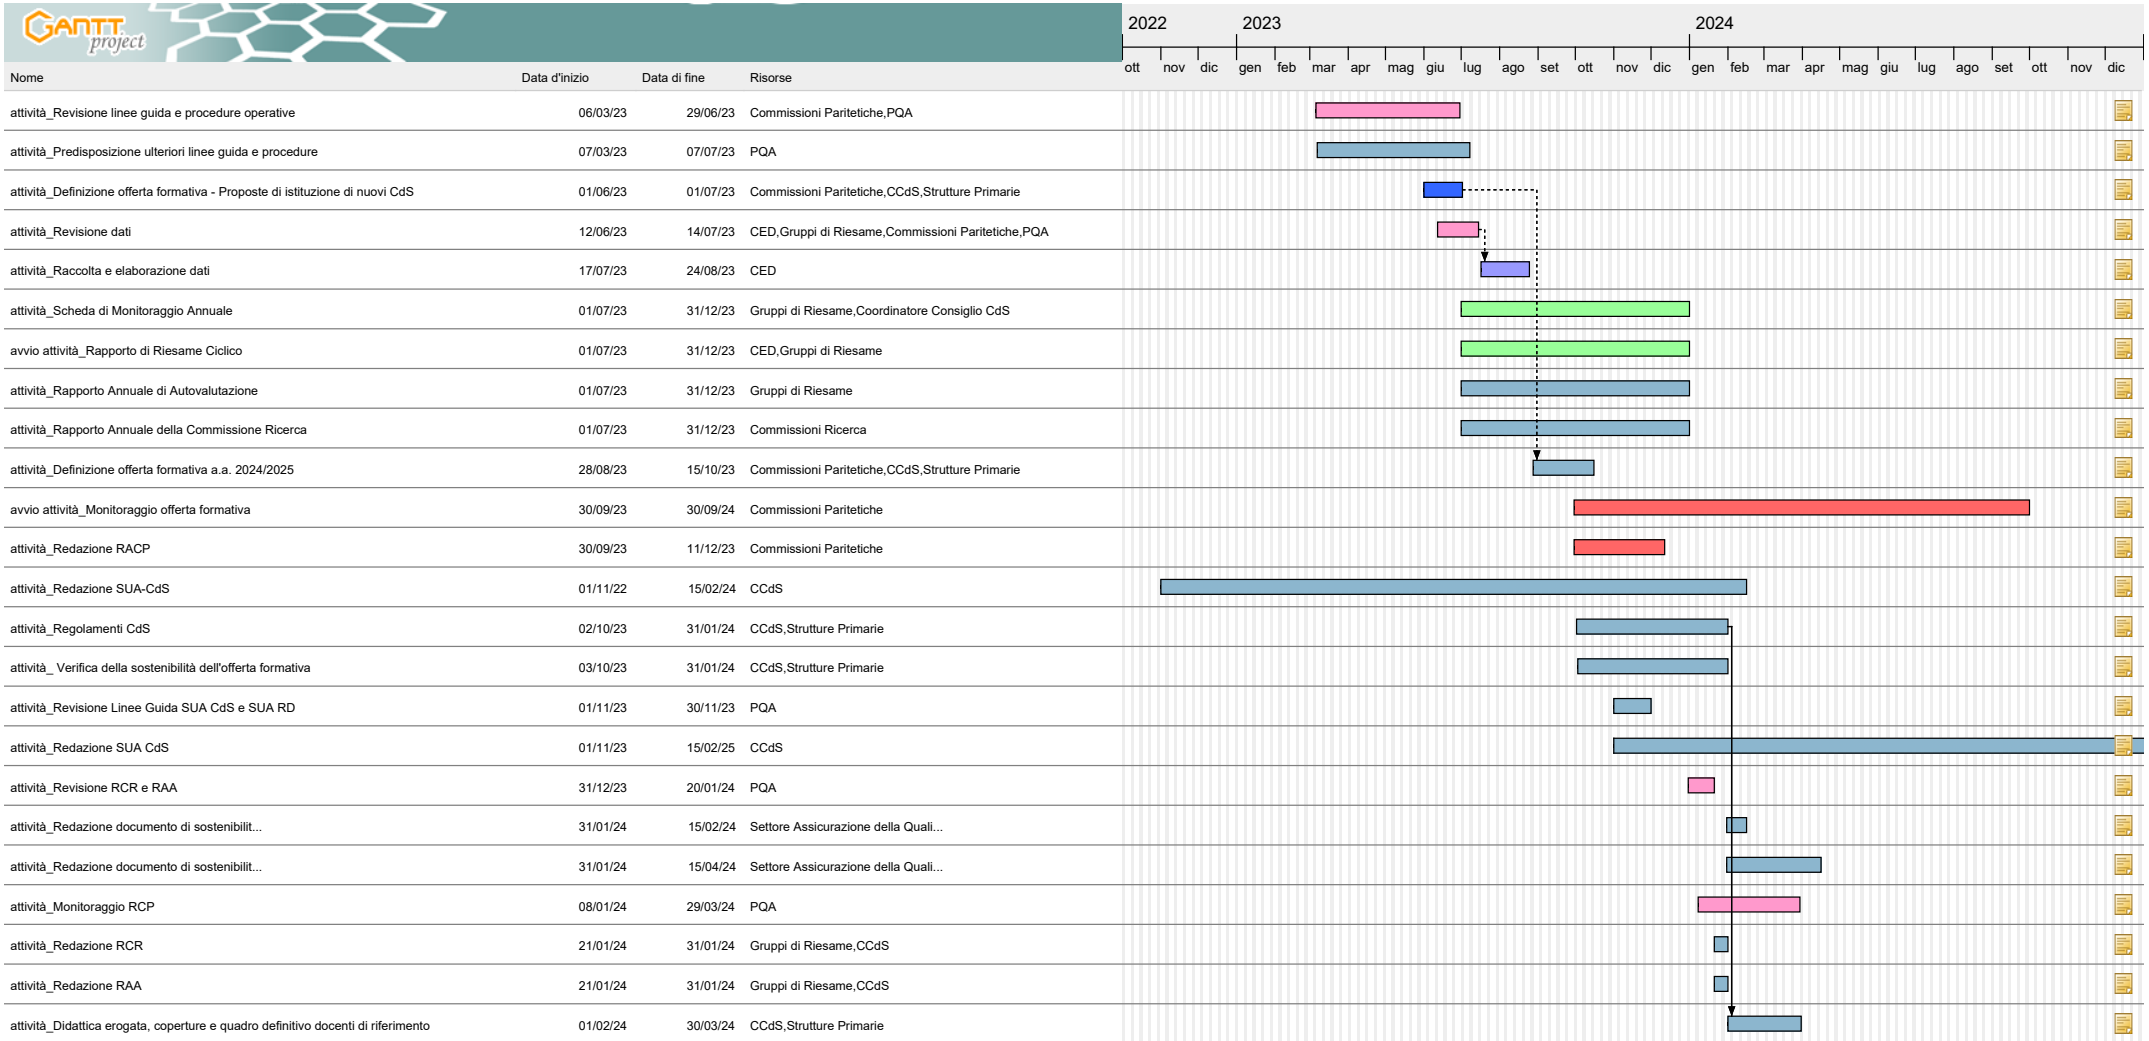 GANTT project
2022 2023 2024
Nome Data d'inizio Data di fine Risorse
ott nov dic gen feb mar apr mag giu lug ago set ott nov dic gen feb mar apr mag giu lug ago set ott nov dic
attività_Revisione linee guida e procedure operative 06/03/23 29/06/23 Commissioni Paritetiche,PQA
attività_Predisposizione ulteriori linee guida e procedure 07/03/23 07/07/23 PQA
attività_Definizione offerta formativa - Proposte di istituzione di nuovi CdS 01/06/23 01/07/23 Commissioni Paritetiche,CCdS,Strutture Primarie
attività_Revisione dati 12/06/23 14/07/23 CED,Gruppi di Riesame,Commissioni Paritetiche,PQA
attività_Raccolta e elaborazione dati 17/07/23 24/08/23 CED
attività_Scheda di Monitoraggio Annuale 01/07/23 31/12/23 Gruppi di Riesame,Coordinatore Consiglio CdS
avvio attività_Rapporto di Riesame Ciclico 01/07/23 31/12/23 CED,Gruppi di Riesame
attività_Rapporto Annuale di Autovalutazione 01/07/23 31/12/23 Gruppi di Riesame
attività_Rapporto Annuale della Commissione Ricerca 01/07/23 31/12/23 Commissioni Ricerca
attività_Definizione offerta formativa a.a. 2024/2025 28/08/23 15/10/23 Commissioni Paritetiche,CCdS,Strutture Primarie
avvio attività_Monitoraggio offerta formativa 30/09/23 30/09/24 Commissioni Paritetiche
attività_Redazione RACP 30/09/23 11/12/23 Commissioni Paritetiche
attività_Redazione SUA-CdS 01/11/22 15/02/24 CCdS
attività_Regolamenti CdS 02/10/23 31/01/24 CCdS,Strutture Primarie
attività_ Verifica della sostenibilità dell'offerta formativa 03/10/23 31/01/24 CCdS,Strutture Primarie
attività_Revisione Linee Guida SUA CdS e SUA RD 01/11/23 30/11/23 PQA
attività_Redazione SUA CdS 01/11/23 15/02/25 CCdS
attività_Revisione RCR e RAA 31/12/23 20/01/24 PQA
attività_Redazione documento di sostenibilit... 31/01/24 15/02/24 Settore Assicurazione della Quali...
attività_Redazione documento di sostenibilit... 31/01/24 15/04/24 Settore Assicurazione della Quali...
attività_Monitoraggio RCP 08/01/24 29/03/24 PQA
attività_Redazione RCR 21/01/24 31/01/24 Gruppi di Riesame,CCdS
attività_Redazione RAA 21/01/24 31/01/24 Gruppi di Riesame,CCdS
attività_Didattica erogata, coperture e quadro definitivo docenti di riferimento 01/02/24 30/03/24 CCdS,Strutture Primarie